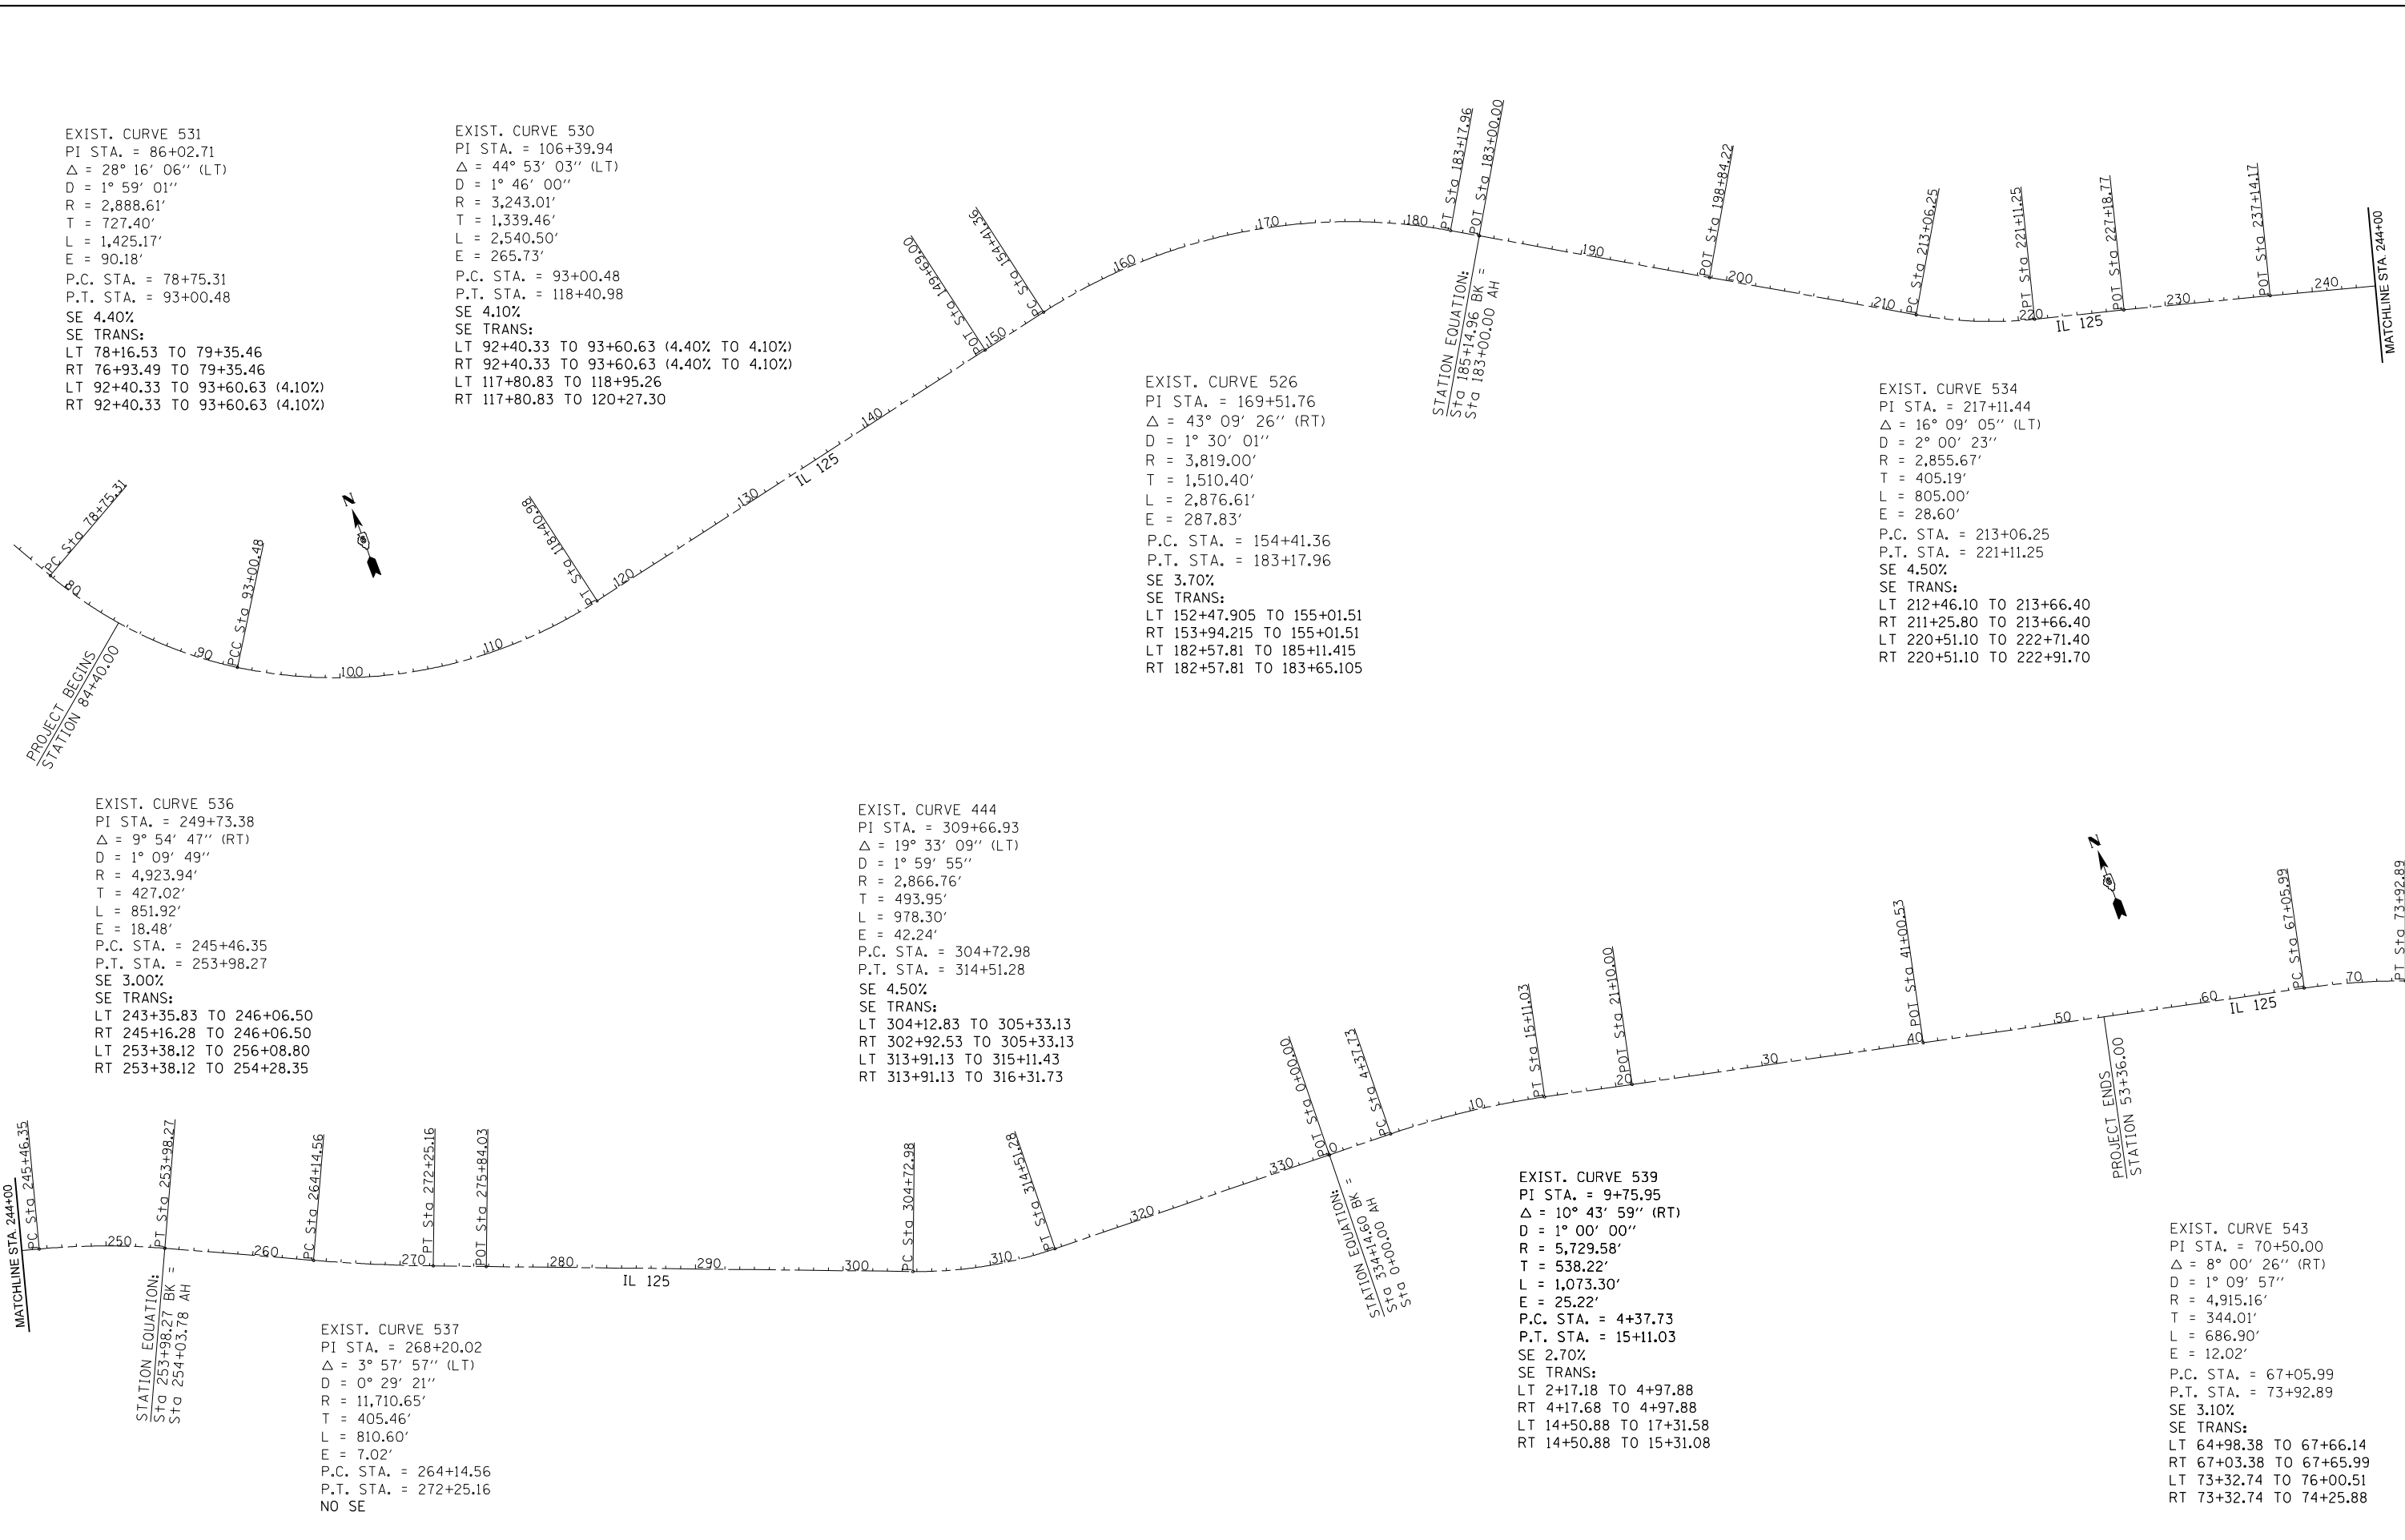 EXIST. CURVE 531
PI STA. = 86+02.71
Δ = 28° 16′ 06′′ (LT)
D = 1° 59′ 01′′
R = 2,888.61′
T = 727.40′
L = 1,425.17′
E = 90.18′
P.C. STA. = 78+75.31
P.T. STA. = 93+00.48
SE 4.40%
SE TRANS:
LT 78+16.53 TO 79+35.46
RT 76+93.49 TO 79+35.46
LT 92+40.33 TO 93+60.63 (4.10%)
RT 92+40.33 TO 93+60.63 (4.10%)
EXIST. CURVE 530
PI STA. = 106+39.94
Δ = 44° 53′ 03′′ (LT)
D = 1° 46′ 00′′
R = 3,243.01′
T = 1,339.46′
L = 2,540.50′
E = 265.73′
P.C. STA. = 93+00.48
P.T. STA. = 118+40.98
SE 4.10%
SE TRANS:
LT 92+40.33 TO 93+60.63 (4.40% TO 4.10%)
RT 92+40.33 TO 93+60.63 (4.40% TO 4.10%)
LT 117+80.83 TO 118+95.26
RT 117+80.83 TO 120+27.30
EXIST. CURVE 526
PI STA. = 169+51.76
Δ = 43° 09′ 26′′ (RT)
D = 1° 30′ 01′′
R = 3,819.00′
T = 1,510.40′
L = 2,876.61′
E = 287.83′
P.C. STA. = 154+41.36
P.T. STA. = 183+17.96
SE 3.70%
SE TRANS:
LT 152+47.905 TO 155+01.51
RT 153+94.215 TO 155+01.51
LT 182+57.81 TO 185+11.415
RT 182+57.81 TO 183+65.105
EXIST. CURVE 534
PI STA. = 217+11.44
Δ = 16° 09′ 05′′ (LT)
D = 2° 00′ 23′′
R = 2,855.67′
T = 405.19′
L = 805.00′
E = 28.60′
P.C. STA. = 213+06.25
P.T. STA. = 221+11.25
SE 4.50%
SE TRANS:
LT 212+46.10 TO 213+66.40
RT 211+25.80 TO 213+66.40
LT 220+51.10 TO 222+71.40
RT 220+51.10 TO 222+91.70
PC Sta 78+75.31
80
PROJECT BEGINS
STATION 84+40.00
90
PCC Sta 93+00.48
N
100
110
PT Sta 118+40.98
120
130
IL 125
140
POT Sta 149+69.00
150
PC Sta 154+41.36
160
170
180
PT Sta 183+17.96
POT Sta 183+00.00
STATION EQUATION:
Sta 185+14.96 BK =
Sta 183+00.00 AH
190
POT Sta 198+84.22
200
210
PC Sta 213+06.25
220
PT Sta 221+11.25
IL 125
POT Sta 227+18.77
230
POT Sta 237+14.17
240
MATCHLINE STA. 244+00
EXIST. CURVE 536
PI STA. = 249+73.38
Δ = 9° 54′ 47′′ (RT)
D = 1° 09′ 49′′
R = 4,923.94′
T = 427.02′
L = 851.92′
E = 18.48′
P.C. STA. = 245+46.35
P.T. STA. = 253+98.27
SE 3.00%
SE TRANS:
LT 243+35.83 TO 246+06.50
RT 245+16.28 TO 246+06.50
LT 253+38.12 TO 256+08.80
RT 253+38.12 TO 254+28.35
EXIST. CURVE 444
PI STA. = 309+66.93
Δ = 19° 33′ 09′′ (LT)
D = 1° 59′ 55′′
R = 2,866.76′
T = 493.95′
L = 978.30′
E = 42.24′
P.C. STA. = 304+72.98
P.T. STA. = 314+51.28
SE 4.50%
SE TRANS:
LT 304+12.83 TO 305+33.13
RT 302+92.53 TO 305+33.13
LT 313+91.13 TO 315+11.43
RT 313+91.13 TO 316+31.73
MATCHLINE STA. 244+00
PC Sta 245+46.35
250
PT Sta 253+98.27
STATION EQUATION:
Sta 253+98.27 BK =
Sta 254+03.78 AH
260
PC Sta 264+14.56
270
PT Sta 272+25.16
POT Sta 275+84.03
280
IL 125
290
300
PC Sta 304+72.98
310
PT Sta 314+51.28
320
330
POT Sta 0+00.00
0
STATION EQUATION:
Sta 334+14.60 BK =
Sta 0+00.00 AH
PC Sta 4+37.73
10
PT Sta 15+11.03
20
POT Sta 21+10.00
30
40
POT Sta 41+00.53
50
PROJECT ENDS
STATION 53+36.00
N
60
IL 125
PC Sta 67+05.99
70
PT Sta 73+92.89
EXIST. CURVE 537
PI STA. = 268+20.02
Δ = 3° 57′ 57′′ (LT)
D = 0° 29′ 21′′
R = 11,710.65′
T = 405.46′
L = 810.60′
E = 7.02′
P.C. STA. = 264+14.56
P.T. STA. = 272+25.16
NO SE
EXIST. CURVE 539
PI STA. = 9+75.95
Δ = 10° 43′ 59′′ (RT)
D = 1° 00′ 00′′
R = 5,729.58′
T = 538.22′
L = 1,073.30′
E = 25.22′
P.C. STA. = 4+37.73
P.T. STA. = 15+11.03
SE 2.70%
SE TRANS:
LT 2+17.18 TO 4+97.88
RT 4+17.68 TO 4+97.88
LT 14+50.88 TO 17+31.58
RT 14+50.88 TO 15+31.08
EXIST. CURVE 543
PI STA. = 70+50.00
Δ = 8° 00′ 26′′ (RT)
D = 1° 09′ 57′′
R = 4,915.16′
T = 344.01′
L = 686.90′
E = 12.02′
P.C. STA. = 67+05.99
P.T. STA. = 73+92.89
SE 3.10%
SE TRANS:
LT 64+98.38 TO 67+66.14
RT 67+03.38 TO 67+65.99
LT 73+32.74 TO 76+00.51
RT 73+32.74 TO 74+25.88